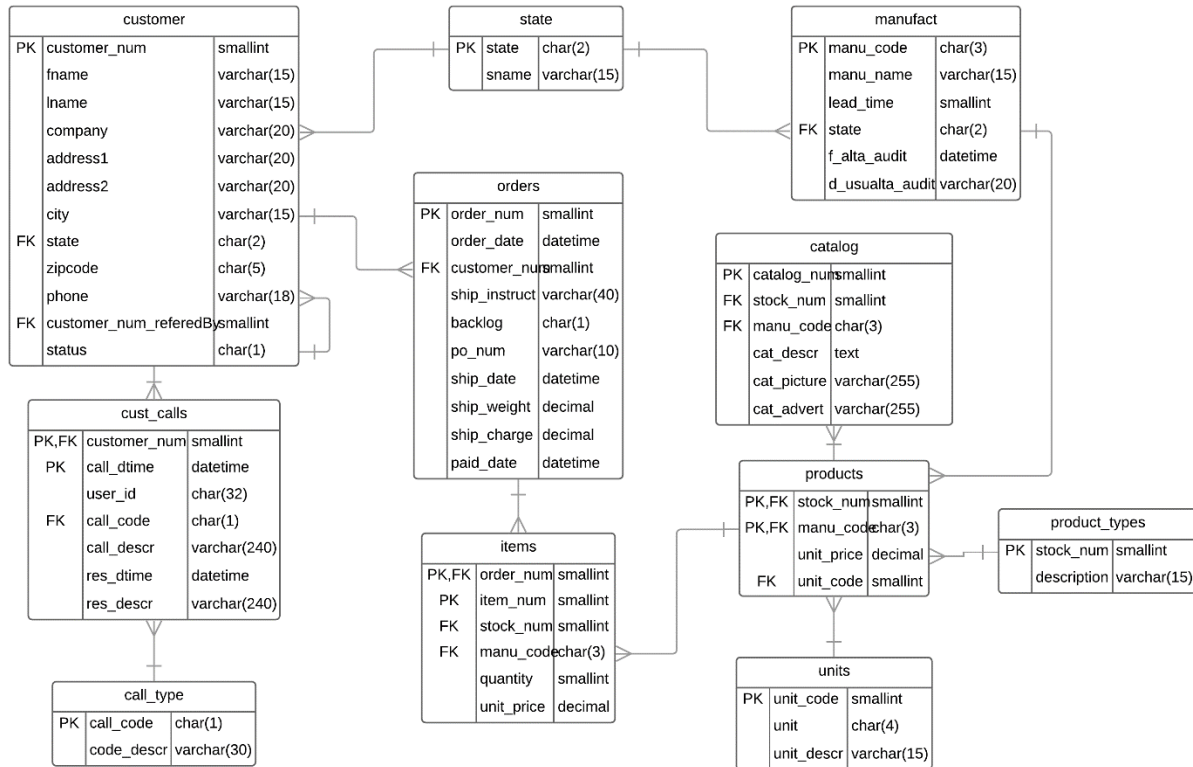 customer
PK customer_num smallint
fname varchar(15)
lname varchar(15)
company varchar(20)
address1 varchar(20)
address2 varchar(20)
city varchar(15)
FK state char(2)
zipcode char(5)
phone varchar(18)
FK customer_num_referedBy smallint
status char(1)
state
PK state char(2)
sname varchar(15)
manufact
PK manu_code char(3)
manu_name varchar(15)
lead_time smallint
FK state char(2)
f_alta_audit datetime
d_usualta_audit varchar(20)
orders
PK order_num smallint
order_date datetime
FK customer_num smallint
ship_instruct varchar(40)
backlog char(1)
po_num varchar(10)
ship_date datetime
ship_weight decimal
ship_charge decimal
paid_date datetime
catalog
PK catalog_num smallint
FK stock_num smallint
FK manu_code char(3)
cat_descr text
cat_picture varchar(255)
cat_advert varchar(255)
cust_calls
PK,FK customer_num smallint
PK call_dtime datetime
user_id char(32)
FK call_code char(1)
call_descr varchar(240)
res_dtime datetime
res_descr varchar(240)
products
PK,FK stock_num smallint
PK,FK manu_code char(3)
unit_price decimal
FK unit_code smallint
product_types
PK stock_num smallint
description varchar(15)
items
PK,FK order_num smallint
PK item_num smallint
FK stock_num smallint
FK manu_code char(3)
quantity smallint
unit_price decimal
call_type
PK call_code char(1)
code_descr varchar(30)
units
PK unit_code smallint
unit char(4)
unit_descr varchar(15)